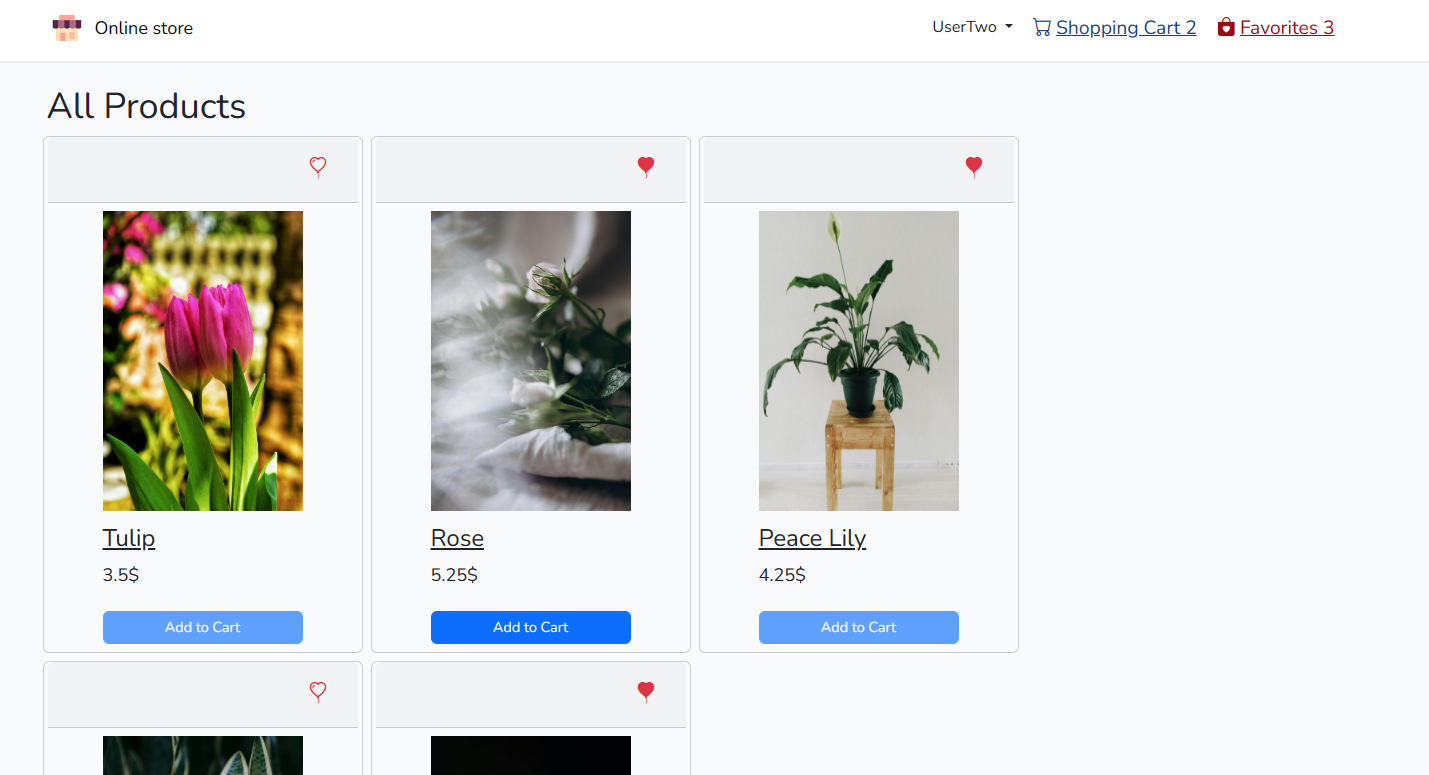 Online store
UserTwo
Shopping Cart 2
Favorites 3
All Products
Tulip
3.5$
Add to Cart
Rose
5.25$
Add to Cart
Peace Lily
4.25$
Add to Cart